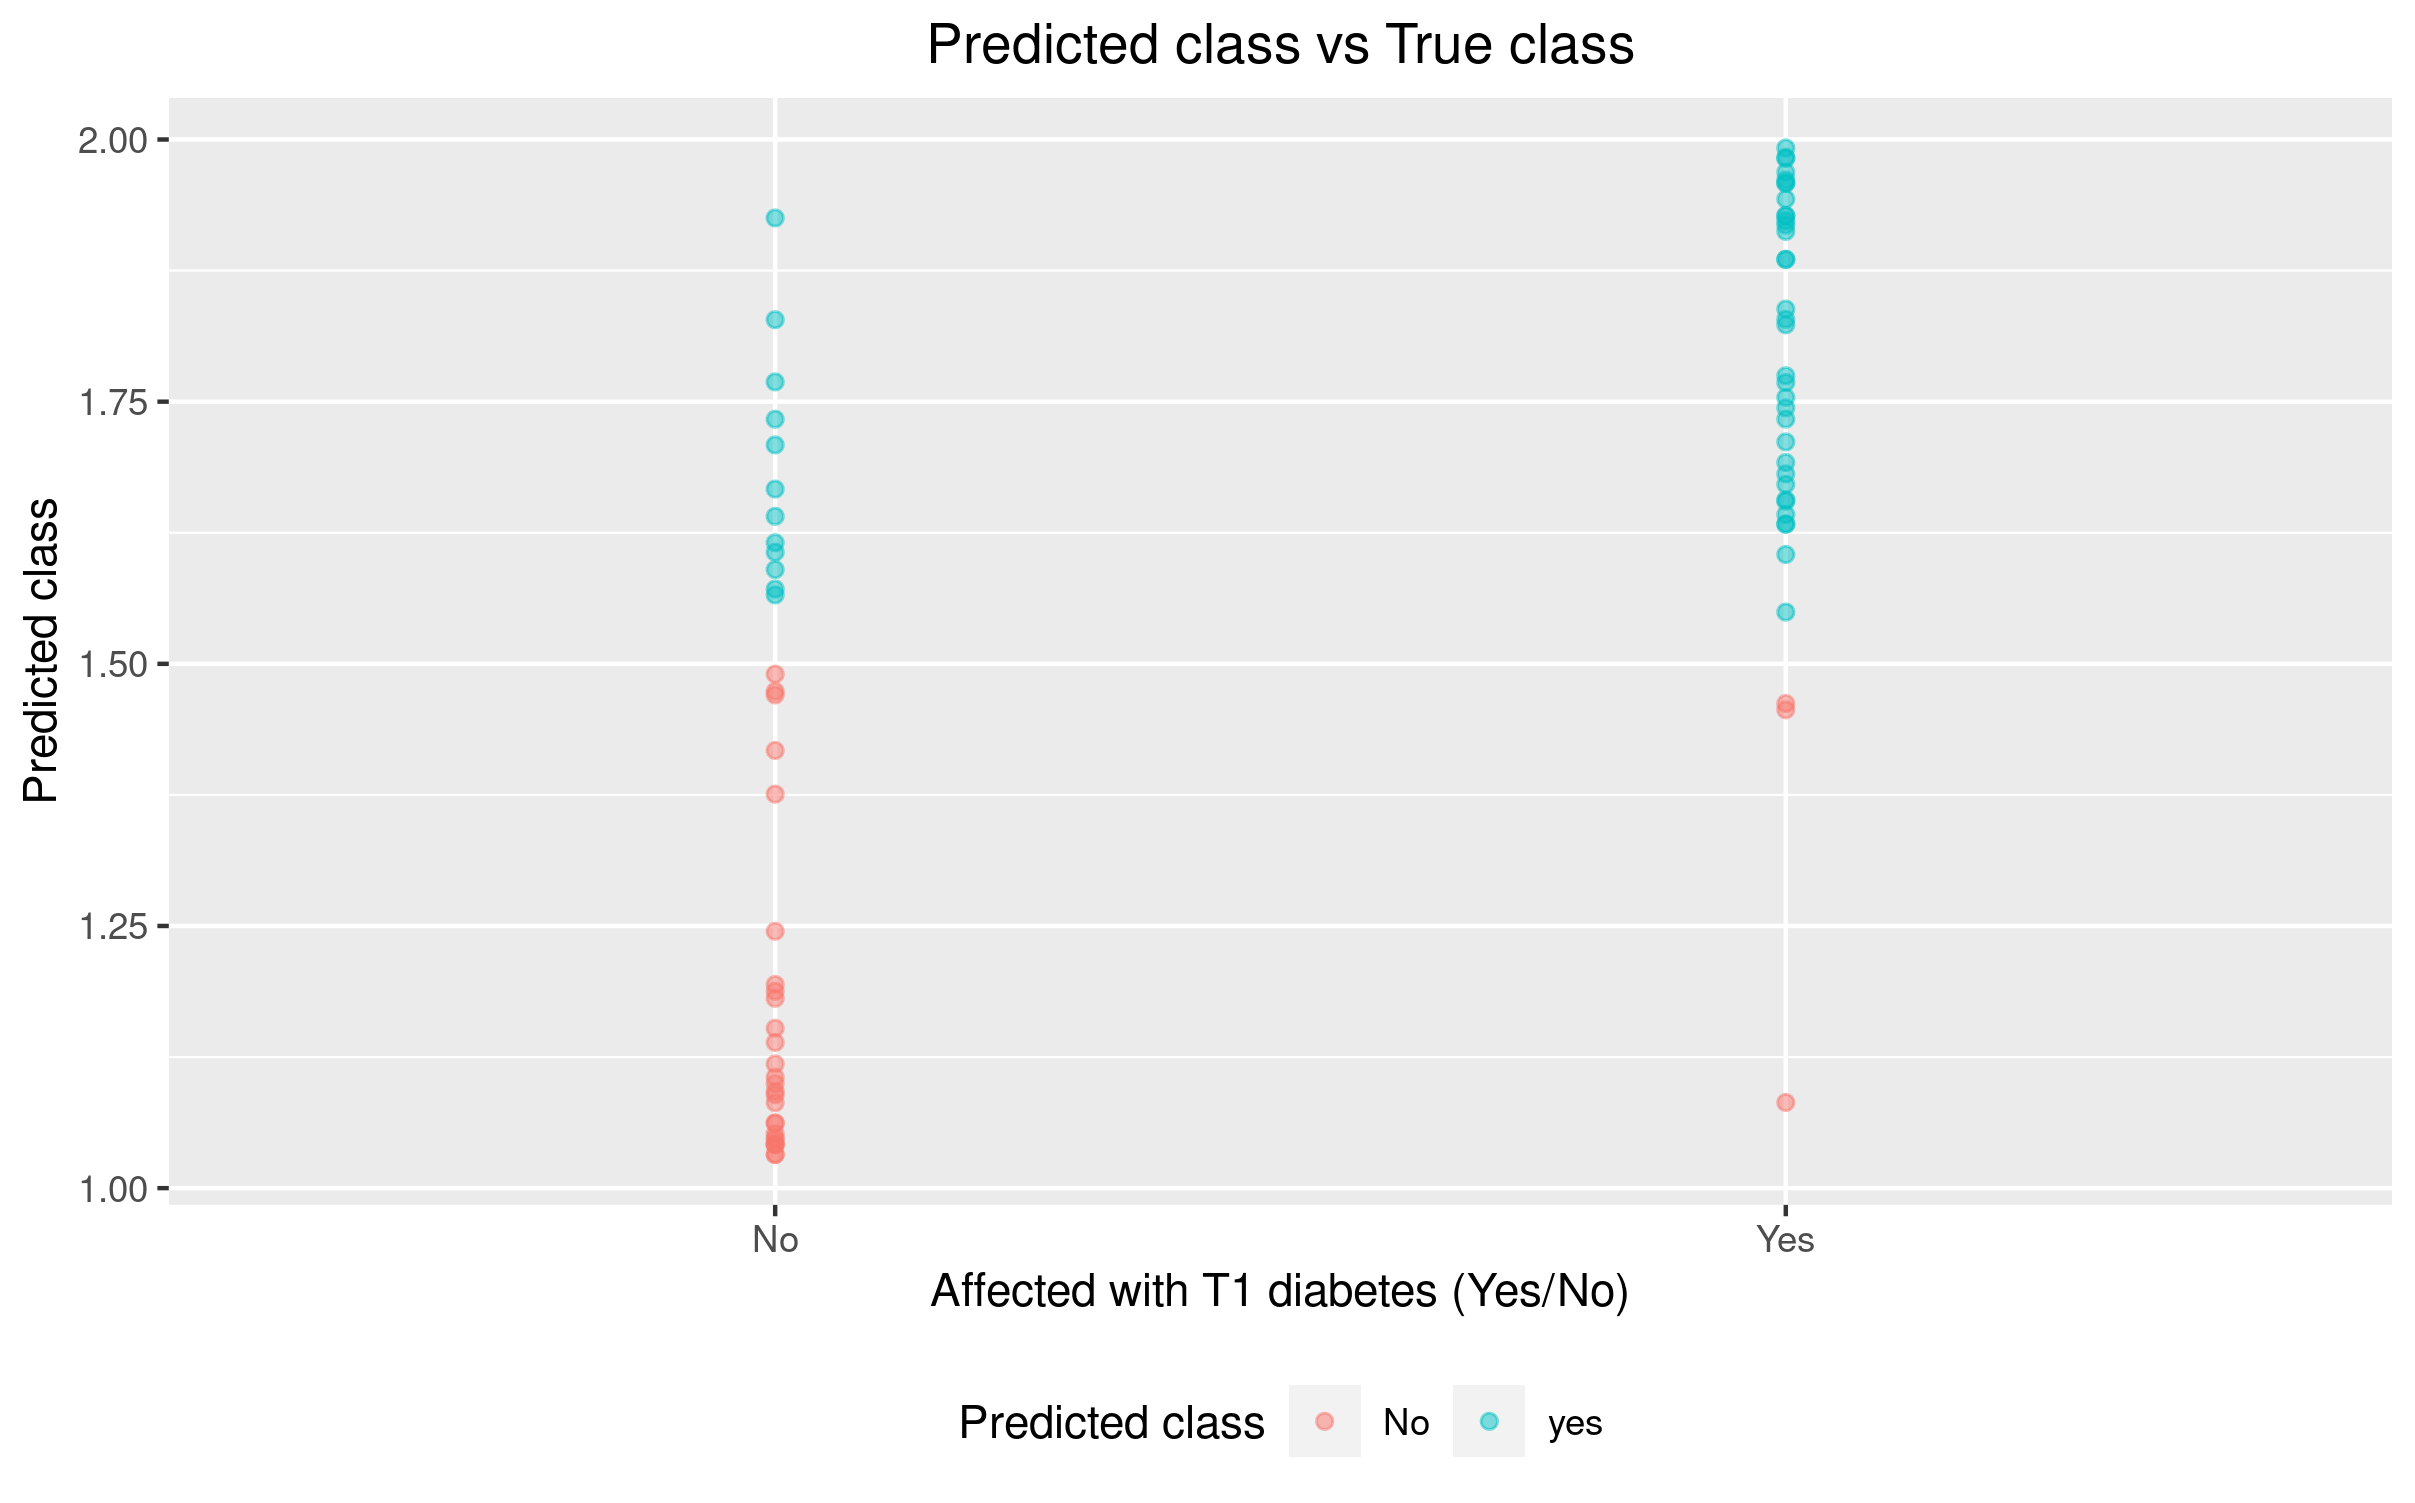 Predicted class vs True class
2.00
1.75
1.50
1.25
1.00
Predicted class
No
Yes
Affected with T1 diabetes (Yes/No)
Predicted class No yes